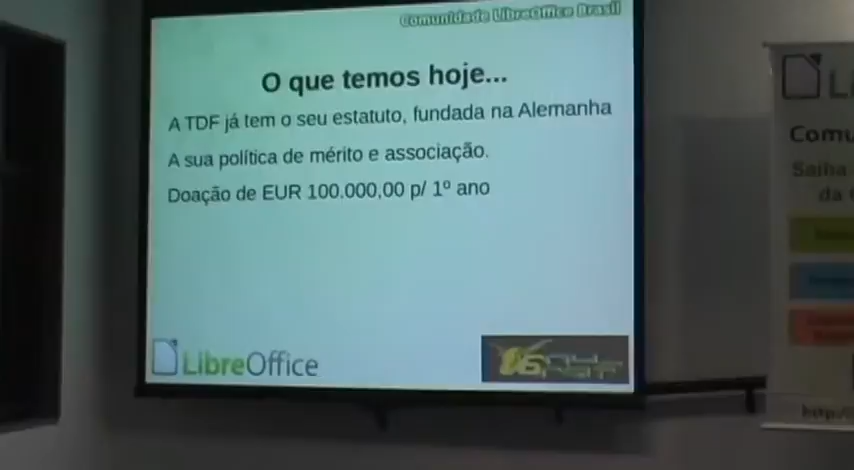 Comunidade LibreOffice Brasil
O que temos hoje...
A TDF já tem o seu estatuto, fundada na Alemanha
A sua política de mérito e associação.
Doação de EUR 100.000,00 p/ 1º ano
LibreOffice
L
Comu
Saiba
da
http://